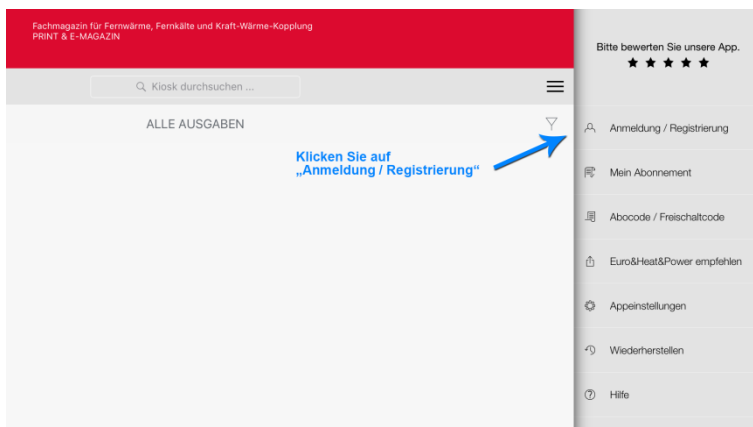 Fachmagazin für Fernwärme, Fernkälte und Kraft-Wärme-Kopplung
PRINT & E-MAGAZIN
Kiosk durchsuchen ...
ALLE AUSGABEN
Klicken Sie auf
„Anmeldung / Registrierung“
Bitte bewerten Sie unsere App.
Anmeldung / Registrierung
Mein Abonnement
Abocode / Freischaltcode
Euro&Heat&Power empfehlen
Appeinstellungen
Wiederherstellen
Hilfe